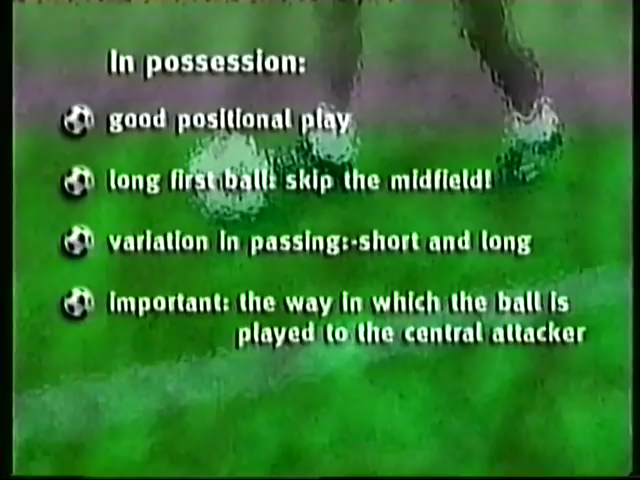 In possession:
good positional play
long first ball: skip the midfield!
variation in passing:-short and long
important: the way in which the ball is
played to the central attacker